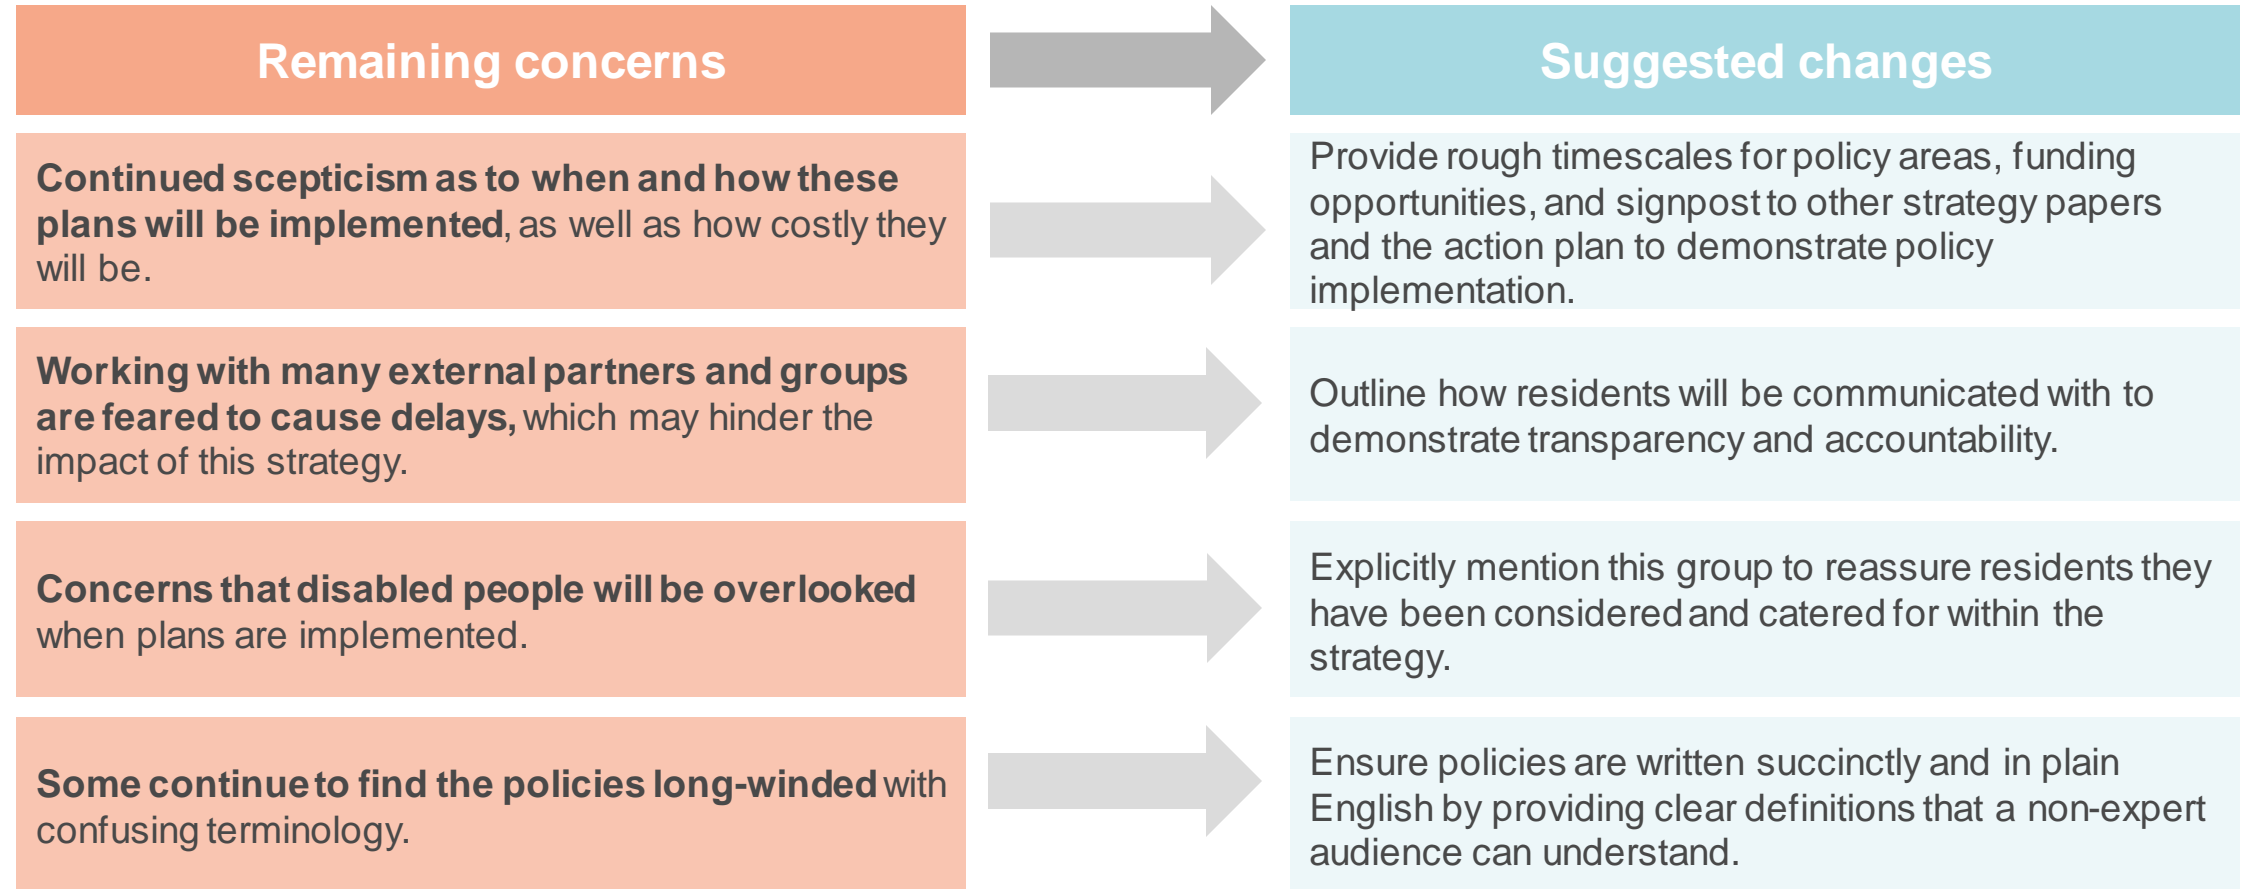 Remaining concerns
Suggested changes
Continued scepticism as to when and how these
plans will be implemented, as well as how costly they
will be.
Provide rough timescales for policy areas, funding
opportunities, and signpost to other strategy papers
and the action plan to demonstrate policy
implementation.
Working with many external partners and groups
are feared to cause delays, which may hinder the
impact of this strategy.
Outline how residents will be communicated with to
demonstrate transparency and accountability.
Concerns that disabled people will be overlooked
when plans are implemented.
Explicitly mention this group to reassure residents they
have been considered and catered for within the
strategy.
Some continue to find the policies long-winded with
confusing terminology.
Ensure policies are written succinctly and in plain
English by providing clear definitions that a non-expert
audience can understand.